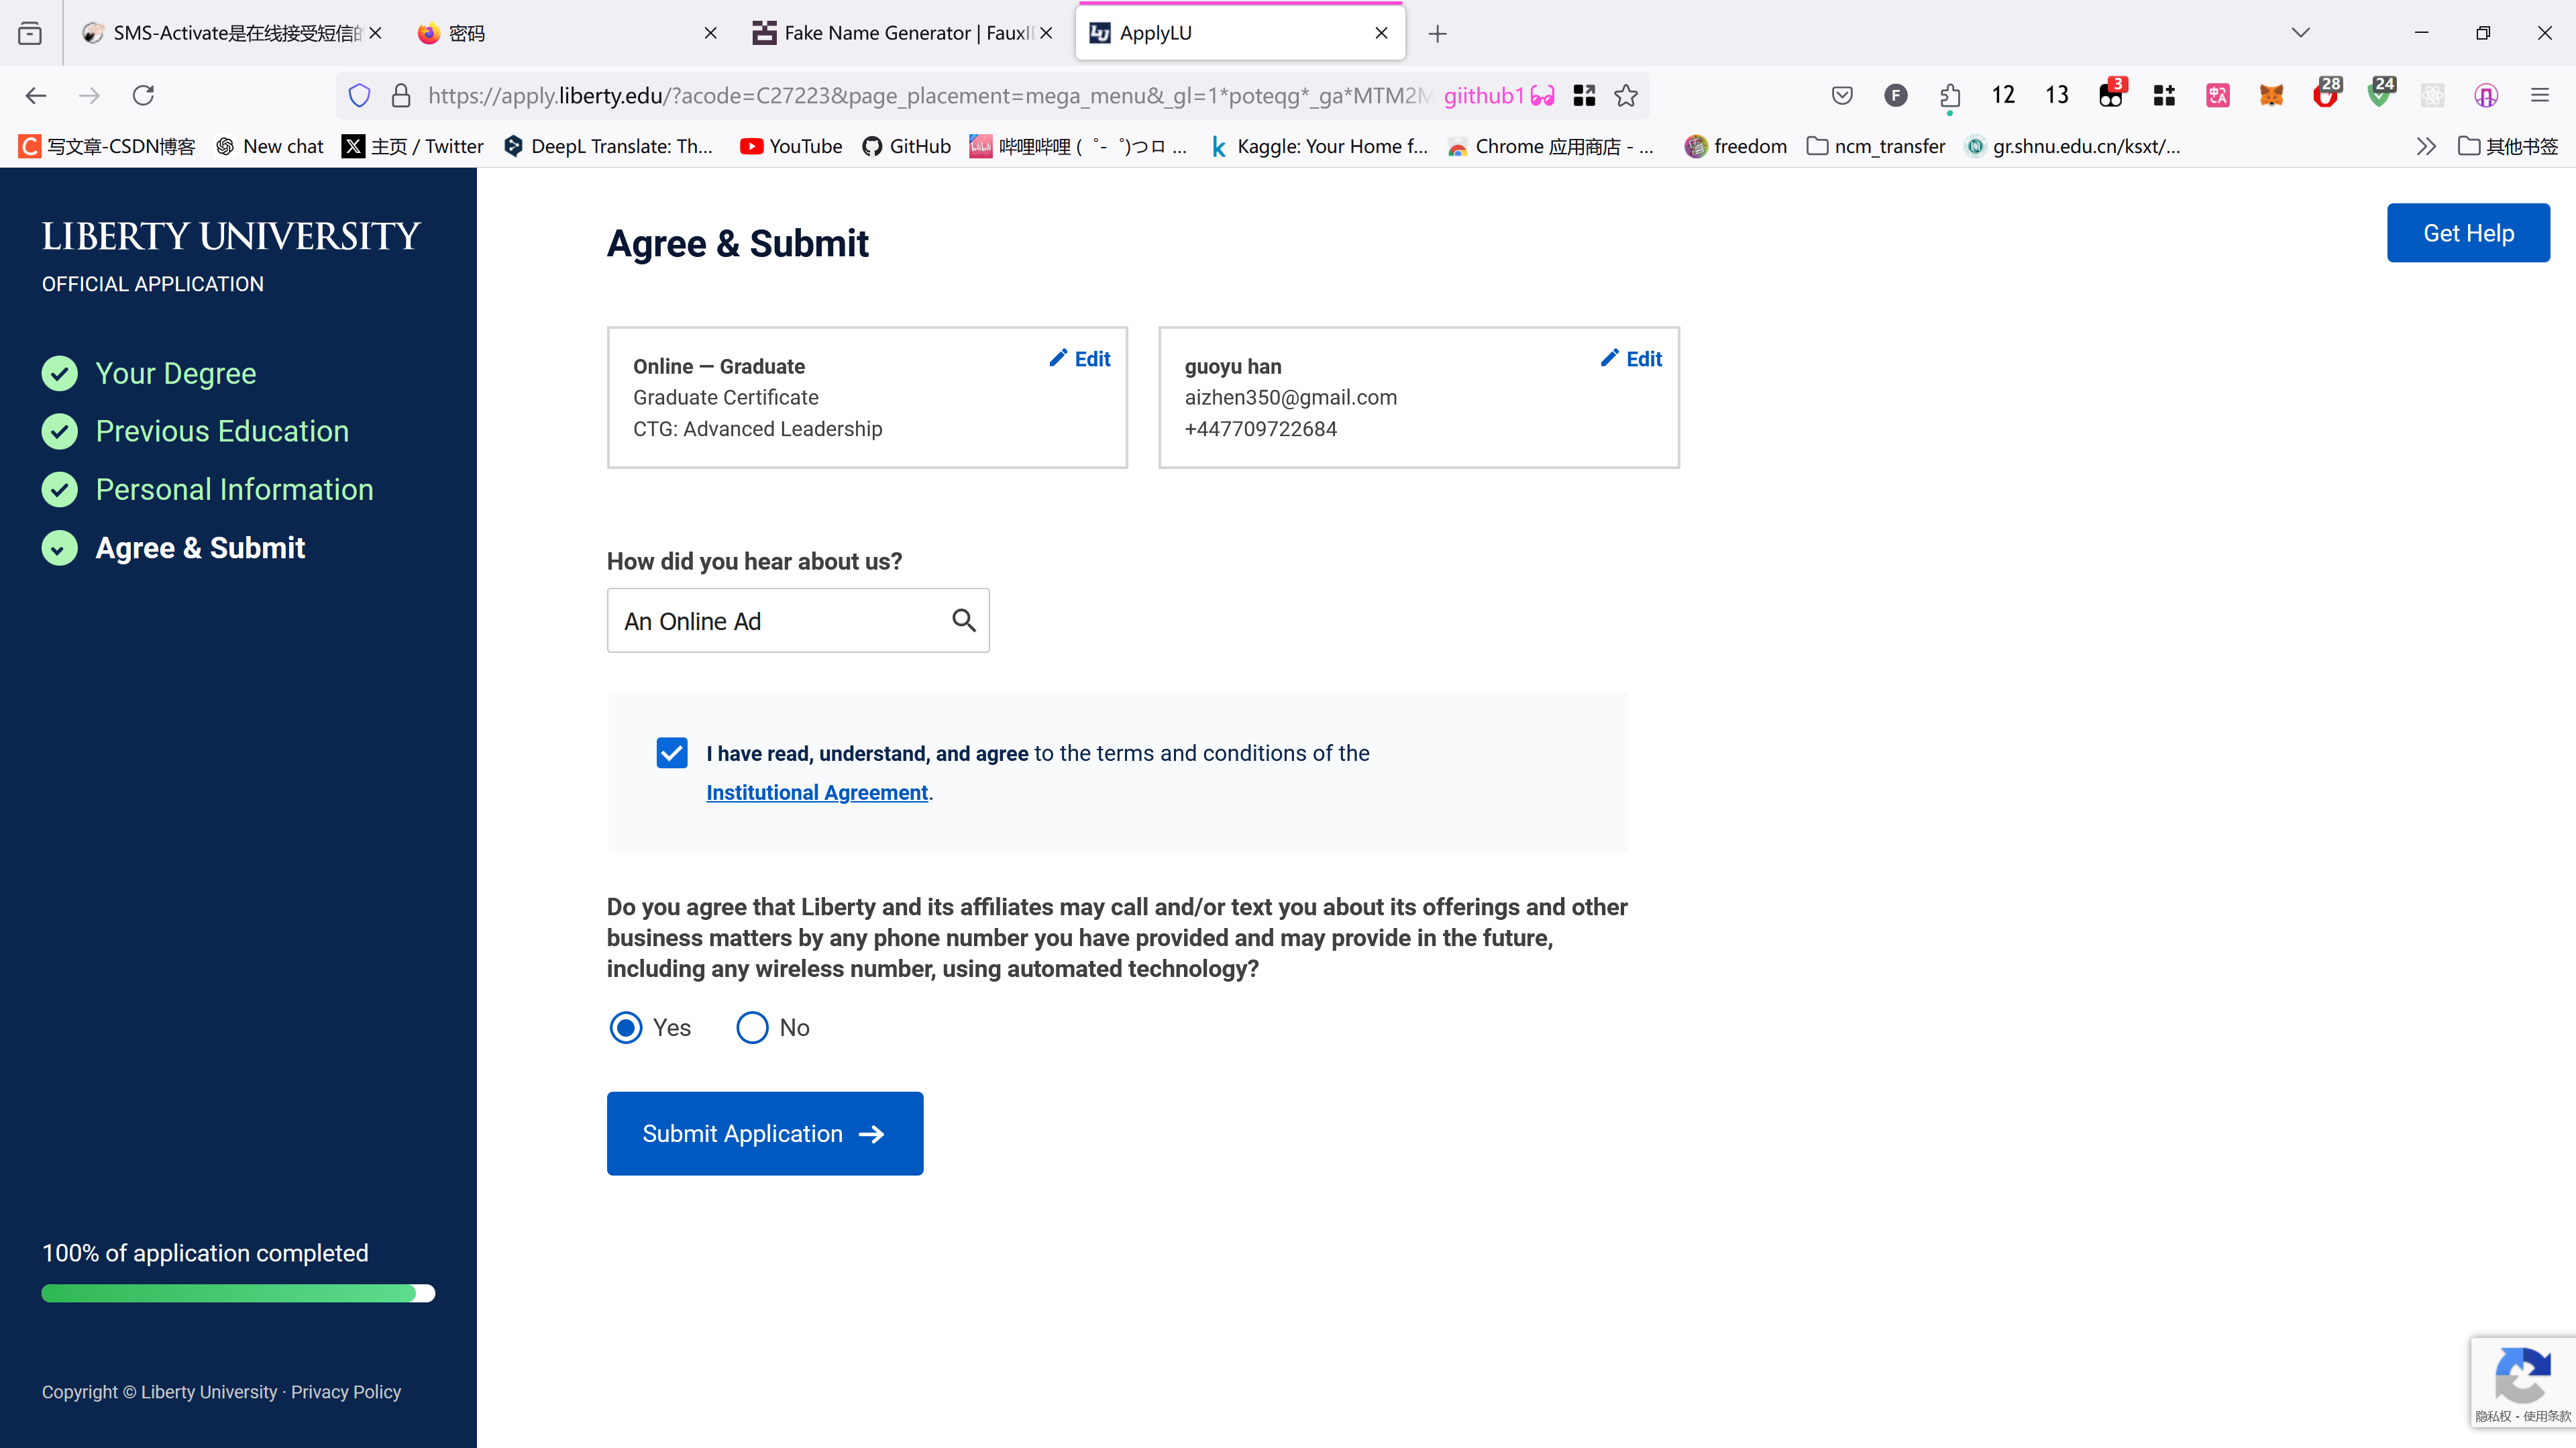 SMS-Activate是在线接受短信的
密码
Fake Name Generator | FauxI
ApplyLU
https://apply.liberty.edu/?acode=C27223&page_placement=mega_menu&_gl=1*poteqg*_ga*MTM2M
giithub1
F
12
13
3
28
24
写文章-CSDN博客
New chat
主页 / Twitter
DeepL Translate: Th...
YouTube
GitHub
哔哩哔哩 ( ゜- ゜)つロ ...
Kaggle: Your Home f...
Chrome 应用商店 - ...
freedom
ncm_transfer
gr.shnu.edu.cn/ksxt/...
其他书签
LIBERTY UNIVERSITY
OFFICIAL APPLICATION
Your Degree
Previous Education
Personal Information
Agree & Submit
100% of application completed
Copyright © Liberty University · Privacy Policy
Agree & Submit
Get Help
Online — Graduate
Edit
Graduate Certificate
CTG: Advanced Leadership
guoyu han
Edit
aizhen350@gmail.com
+447709722684
How did you hear about us?
An Online Ad
I have read, understand, and agree to the terms and conditions of the
Institutional Agreement.
Do you agree that Liberty and its affiliates may call and/or text you about its offerings and other
business matters by any phone number you have provided and may provide in the future,
including any wireless number, using automated technology?
Yes
No
Submit Application
隐私权 - 使用条款